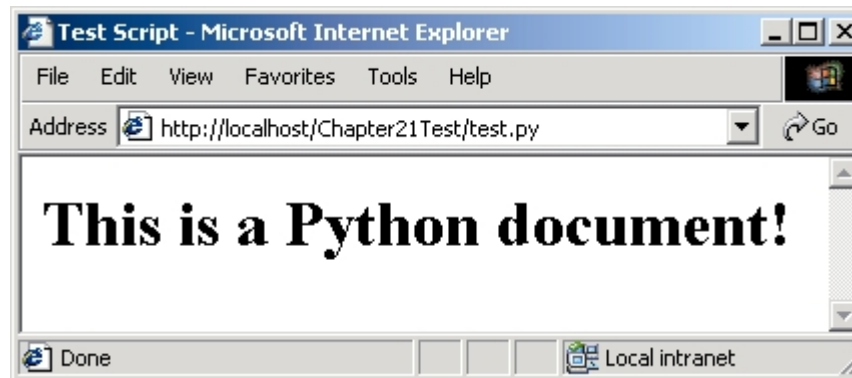 Test Script - Microsoft Internet Explorer
File Edit View Favorites Tools Help
Address http://localhost/Chapter21Test/test.py Go
This is a Python document!
Done Local intranet